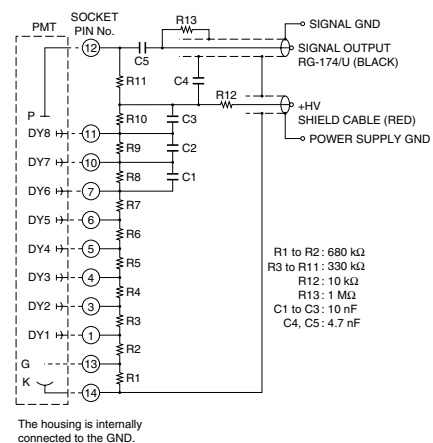 SOCKET
PIN No.
PMT
R13
SIGNAL GND
12
C5
SIGNAL OUTPUT
RG-174/U (BLACK)
R11
C4
R12
+HV
SHIELD CABLE (RED)
POWER SUPPLY GND
P
R10
C3
DY8
11
R9
C2
DY7
10
R8
C1
DY6
7
R7
DY5
6
R6
DY4
5
R5
DY3
4
R4
DY2
3
R3
DY1
1
R2
G
13
K
R1
14
R1 to R2 : 680 kΩ
R3 to R11 : 330 kΩ
R12 : 10 kΩ
R13 : 1 MΩ
C1 to C3 : 10 nF
C4, C5 : 4.7 nF
The housing is internally
connected to the GND.